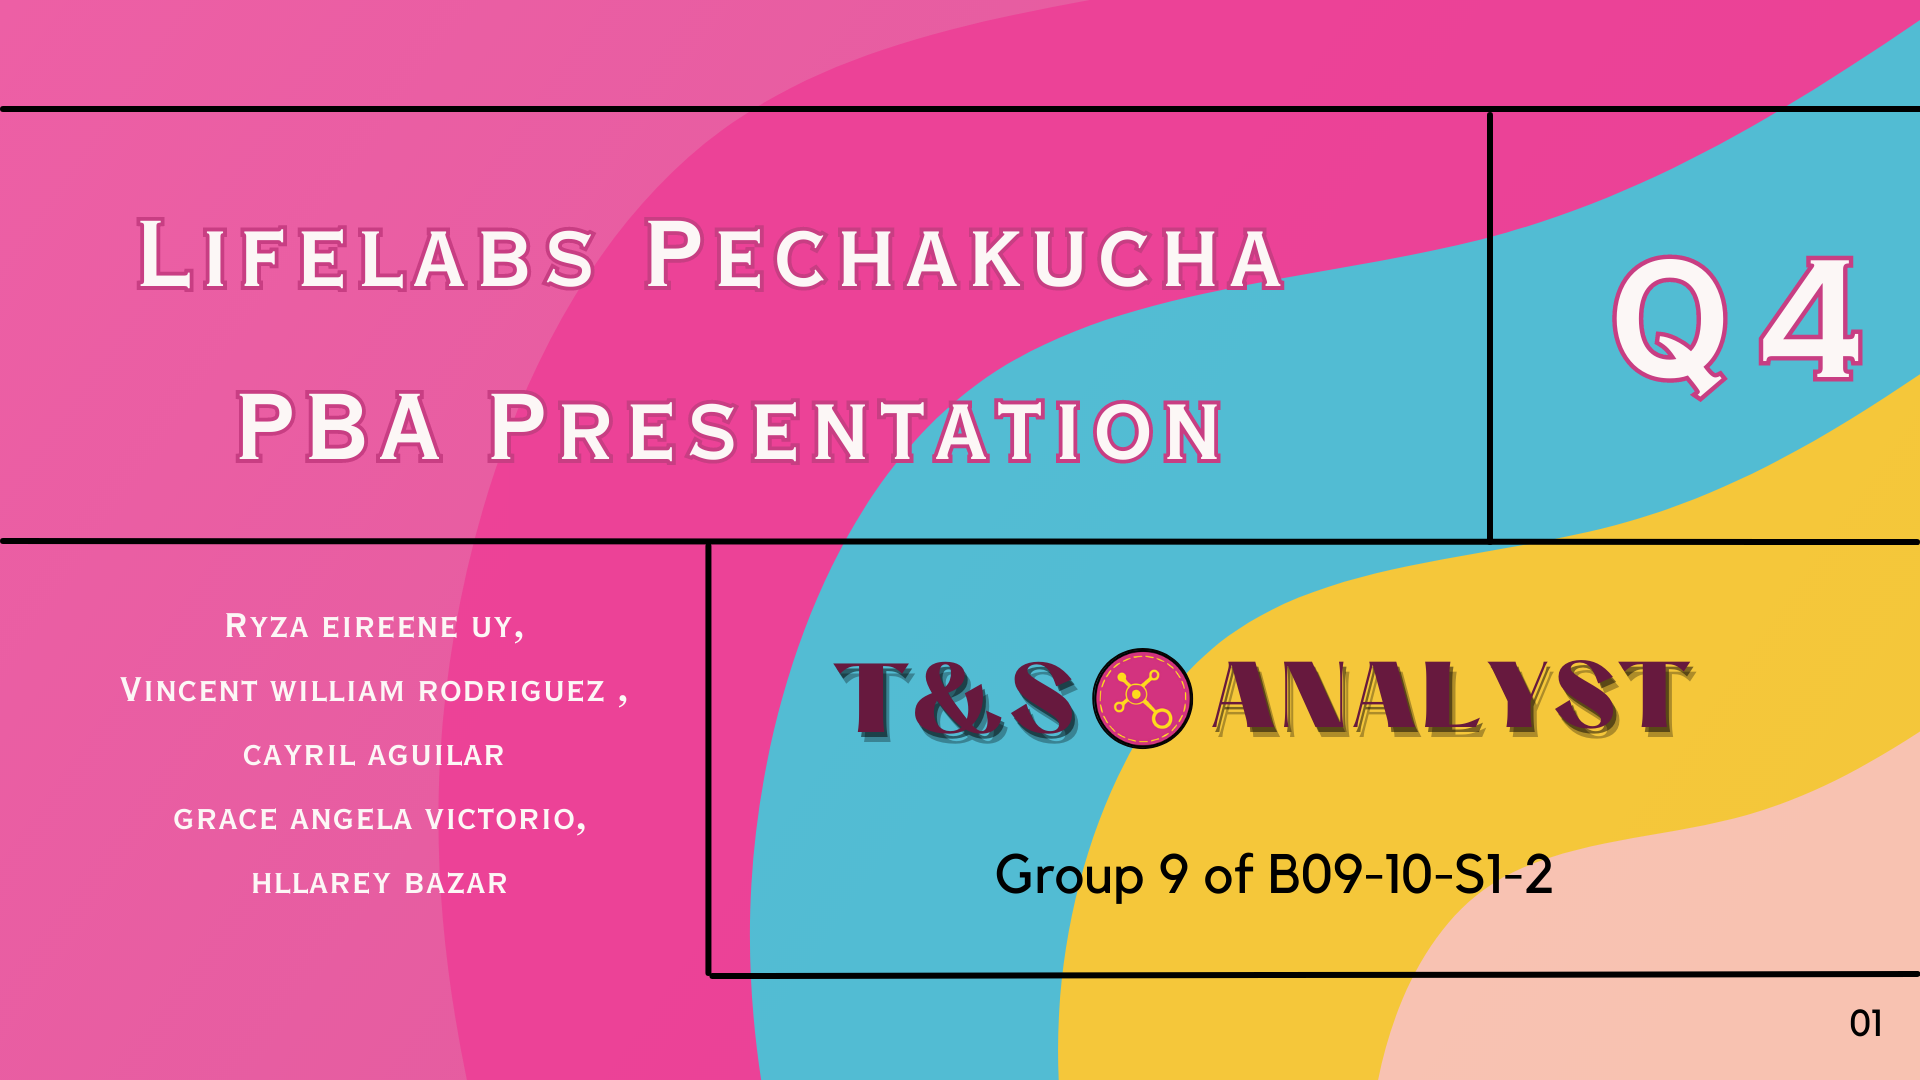 Lifelabs Pechakucha
PBA Presentation
Q4
Ryza eireene uy,
Vincent william rodriguez ,
cayril aguilar
grace angela victorio,
hllarey bazar
T&S ANALYST
Group 9 of B09-10-S1-2
01